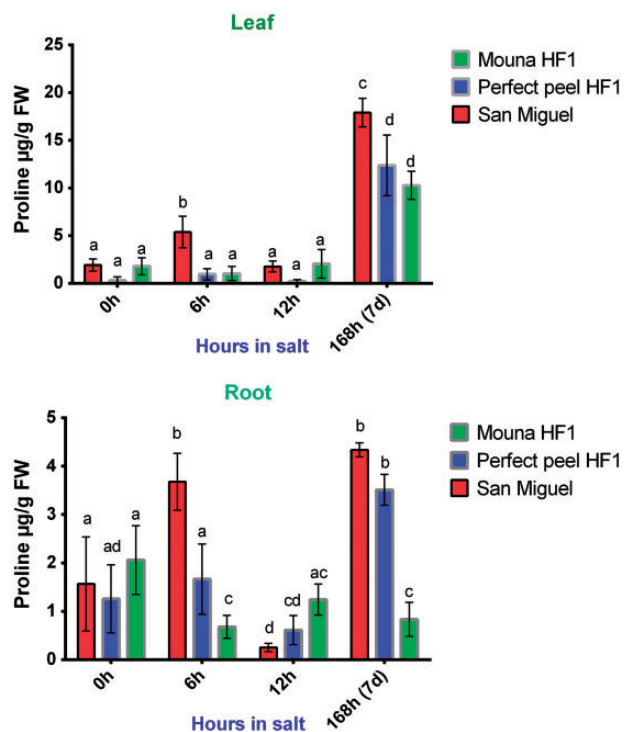 Leaf
Proline µg/g FW
25
20
15
10
5
0
a
a
a
b
a
a
a
a
a
c
d
d
0h
6h
12h
168h (7d)
Hours in salt
Mouna HF1
Perfect peel HF1
San Miguel
Root
Proline µg/g FW
5
4
3
2
1
0
a
ad
a
b
a
c
d
cd
ac
b
b
c
0h
6h
12h
168h (7d)
Hours in salt
Mouna HF1
Perfect peel HF1
San Miguel